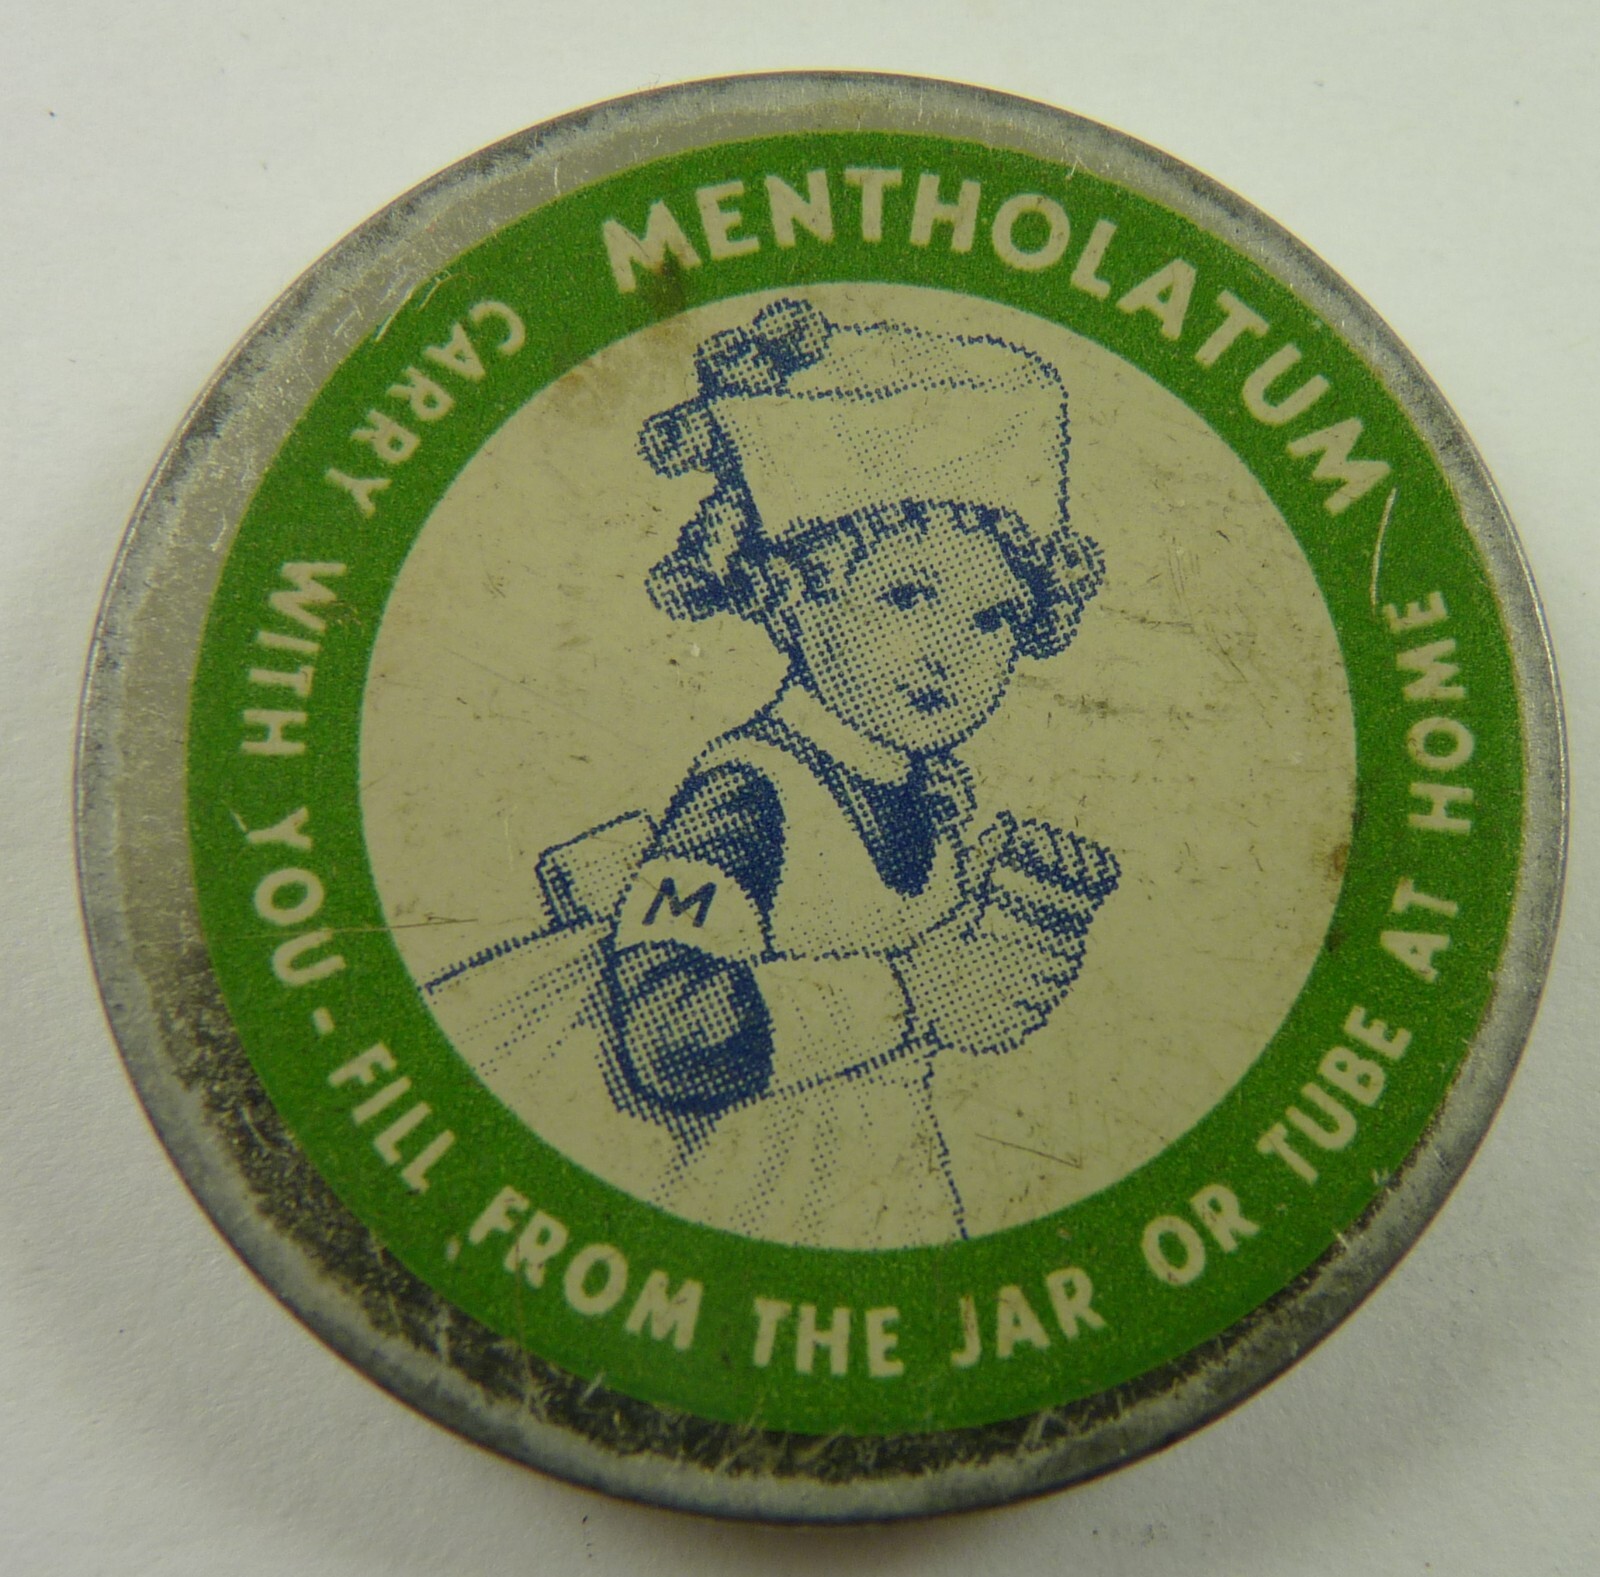 MENTHOLATUM
CARRY WITH YOU - FILL FROM THE JAR OR TUBE AT HOME
M